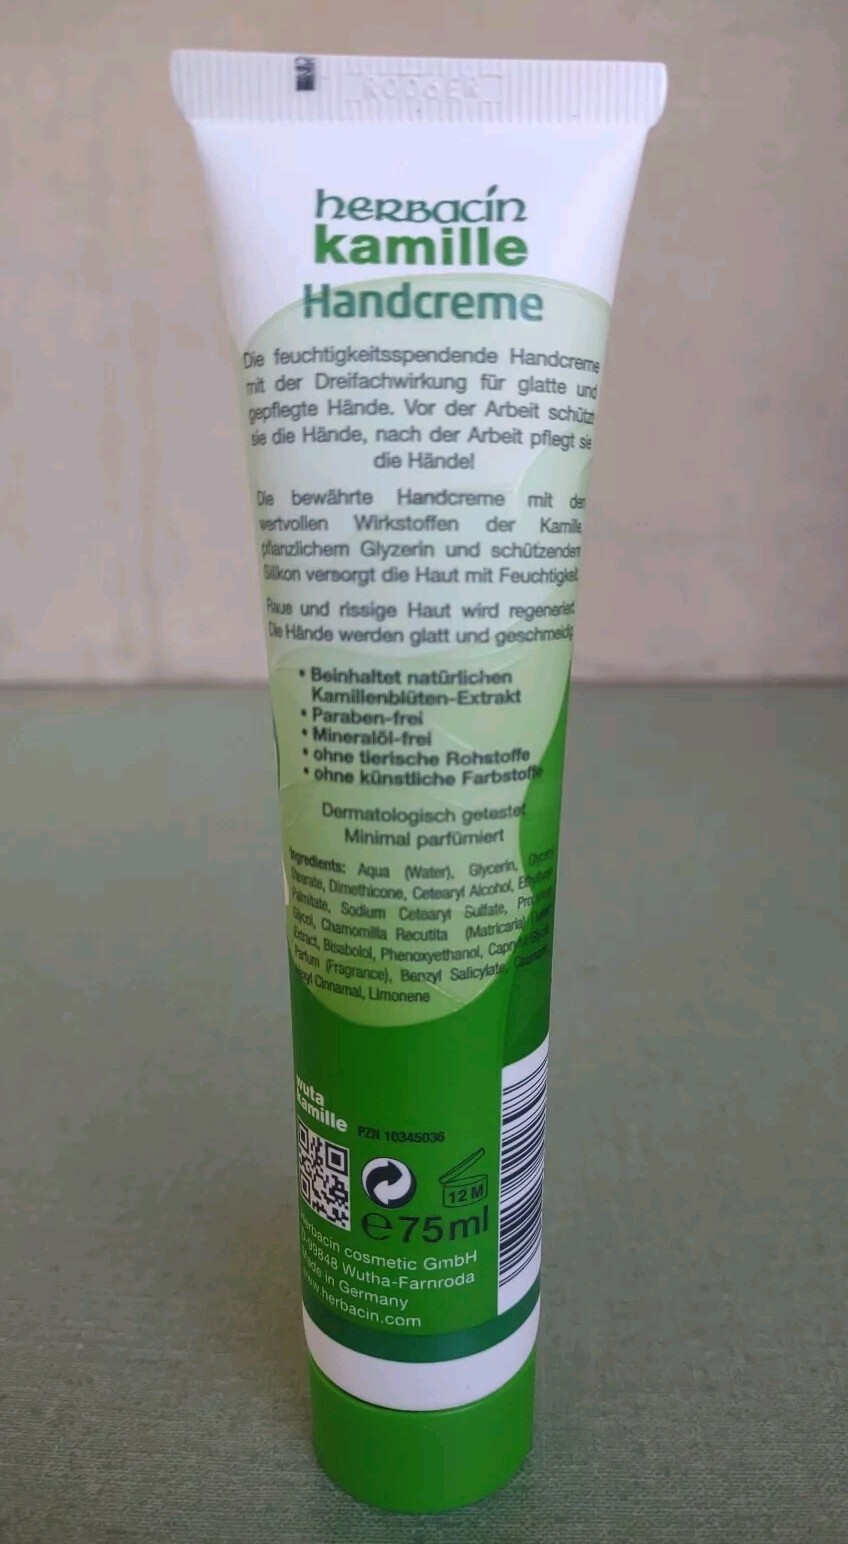 herbacin
kamille
Handcreme
Die feuchtigkeitsspendende Handcreme
mit der Dreifachwirkung für glatte und
gepflegte Hände. Vor der Arbeit schützt
sie die Hände, nach der Arbeit pflegt sie
die Hände!
Die bewährte Handcreme mit den
wertvollen Wirkstoffen der Kamille
pflanzlichem Glyzerin und schützendem
Silikon versorgt die Haut mit Feuchtigkeit
Raue und rissige Haut wird regeneriert
Die Hände werden glatt und geschmeidig
• Beinhaltet natürlichen
Kamillenblüten-Extrakt
• Paraben-frei
• Mineralöl-frei
• ohne tierische Rohstoffe
• ohne künstliche Farbstoffe
Dermatologisch getestet
Minimal parfümiert
Ingredients: Aqua (Water), Glycerin, Glyceryl
Stearate, Dimethicone, Cetearyl Alcohol,
Palmitate, Sodium Cetearyl Sulfate,
Glycol, Chamomilla Recutita (Matricaria)
Extract, Bisabolol, Phenoxyethanol,
Parfum (Fragrance), Benzyl Salicylate,
Cinnamal, Limonene
wuta
kamille
PZN 10345036
12 M
e 75 ml
herbacin cosmetic GmbH
D-99848 Wutha-Farnroda
Made in Germany
www.herbacin.com